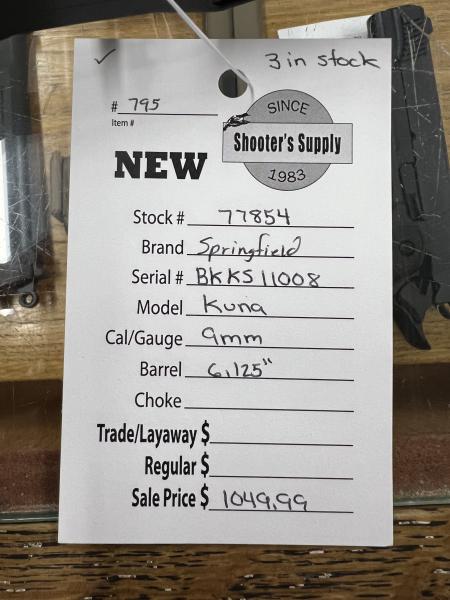 ✓ 3 in stock
# 795
Item #
SINCE
Shooter's Supply
1983
NEW
Stock # 77854
Brand Springfield
Serial # BKKS11008
Model Kuna
Cal/Gauge 9mm
Barrel 6.125"
Choke
Trade/Layaway $
Regular $
Sale Price $ 1049.99